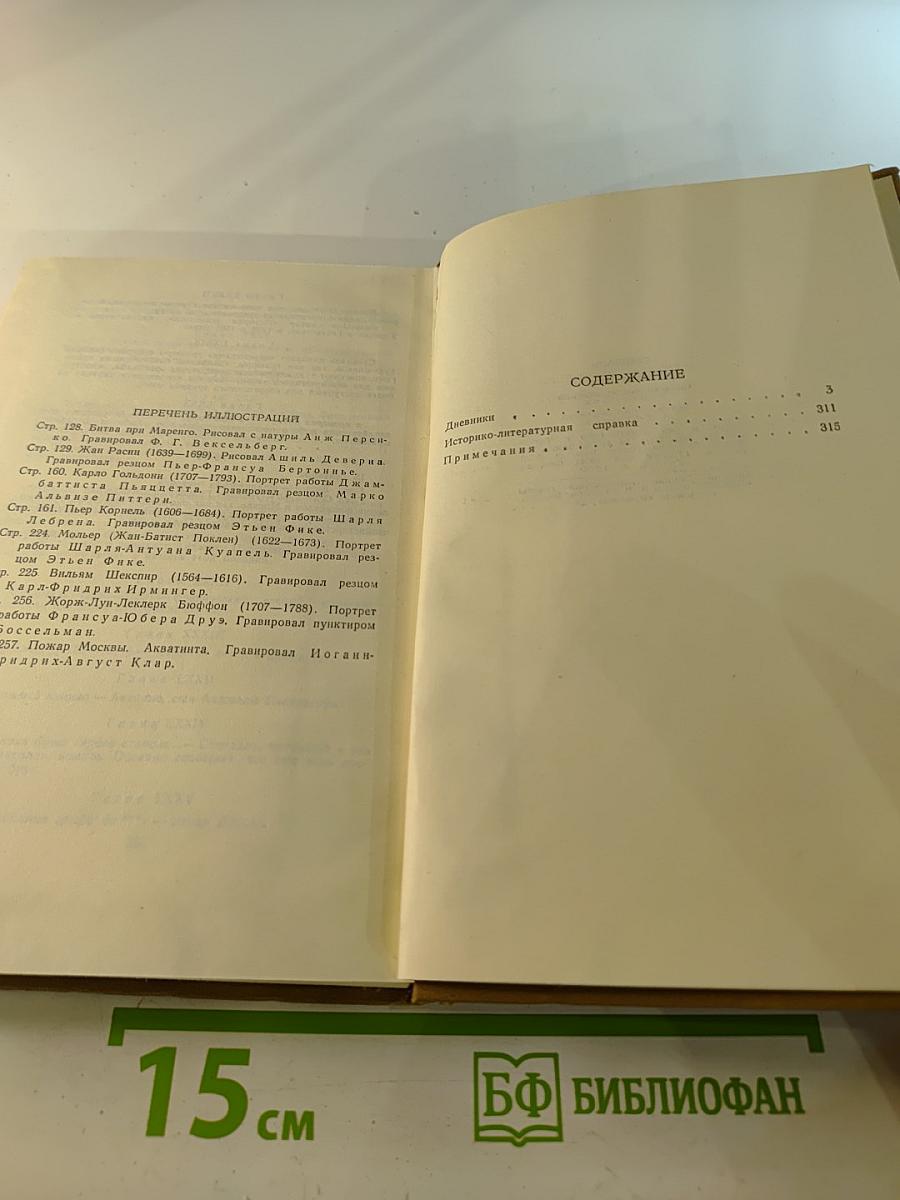 ПЕРЕЧЕНЬ ИЛЛЮСТРАЦИЙ
Стр. 128. Битва при Маренго. Рисовал с натуры Анж Перси-
ко. Гравировал Ф. Г. Вексельберг.
Стр. 129. Жан Расин (1639—1699). Рисовал Ашиль Девериа.
Гравировал резцом Пьер-Франсуа Бертоннье.
Стр. 160. Карло Гольдони (1707—1793). Портрет работы Джам-
баттиста Пьяццетта. Гравировал резцом Марко
Альвизе Питтери.
Стр. 161. Пьер Корнель (1606—1684). Портрет работы Шарля
Лебрена. Гравировал резцом Этьен Фике.
Стр. 224. Мольер (Жан-Батист Поклен) (1622—1673). Портрет
работы Шарля-Антуана Куапель. Гравировал рез-
цом Этьен Фике.
р. 225. Вильям Шекспир (1564—1616). Гравировал резцом
Карл-Фридрих Ирмингер.
. 256. Жорж-Луи-Леклерк Бюффон (1707—1788). Портрет
работы Франсуа-Юбера Друэ. Гравировал пунктиром
Боссельман.
257. Пожар Москвы. Акватинта. Гравировал Иоганн-
ридрих-Август Клар.
СОДЕРЖАНИЕ
Дневники . . . . . . . . . . . . . . . . 3
Историко-литературная справка . . . . . . . . 311
Примечания . . . . . . . . . . . . . . . 315
15 см
БФ БИБЛИОФАН